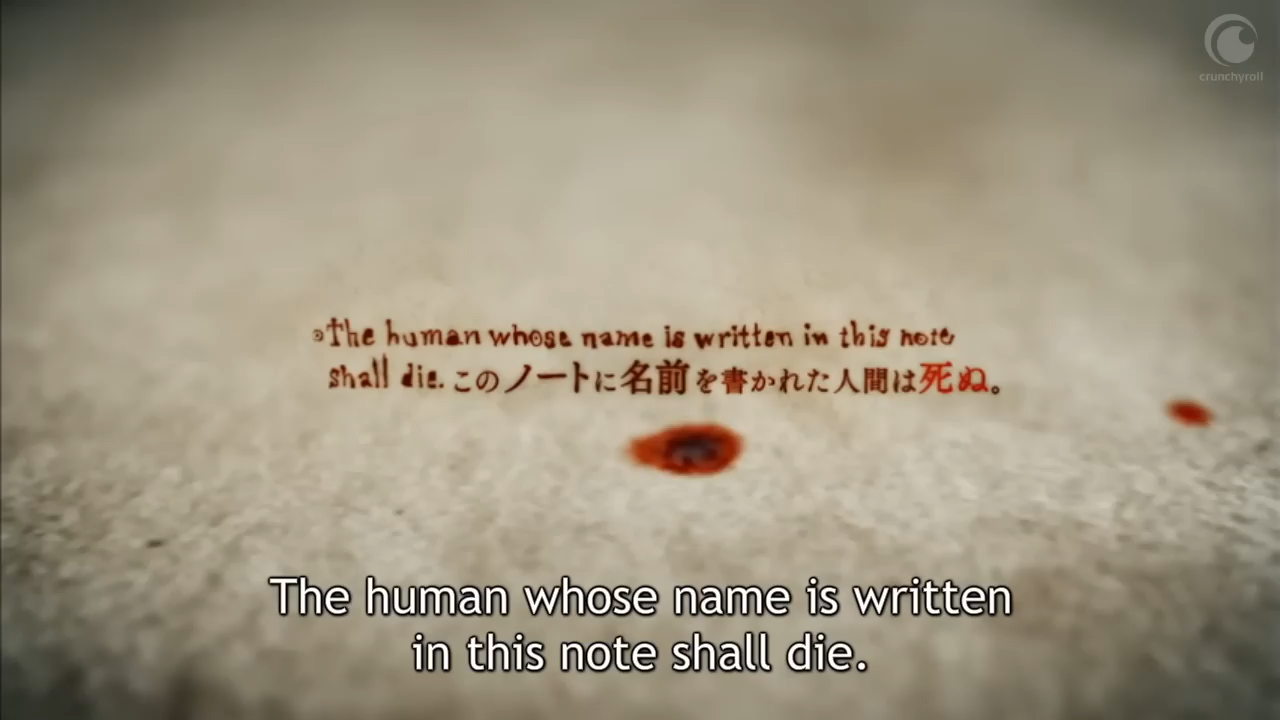 crunchyroll
The human whose name is written in this note
shall die. このノートに名前を書かれた人間は死ぬ。
The human whose name is written
in this note shall die.